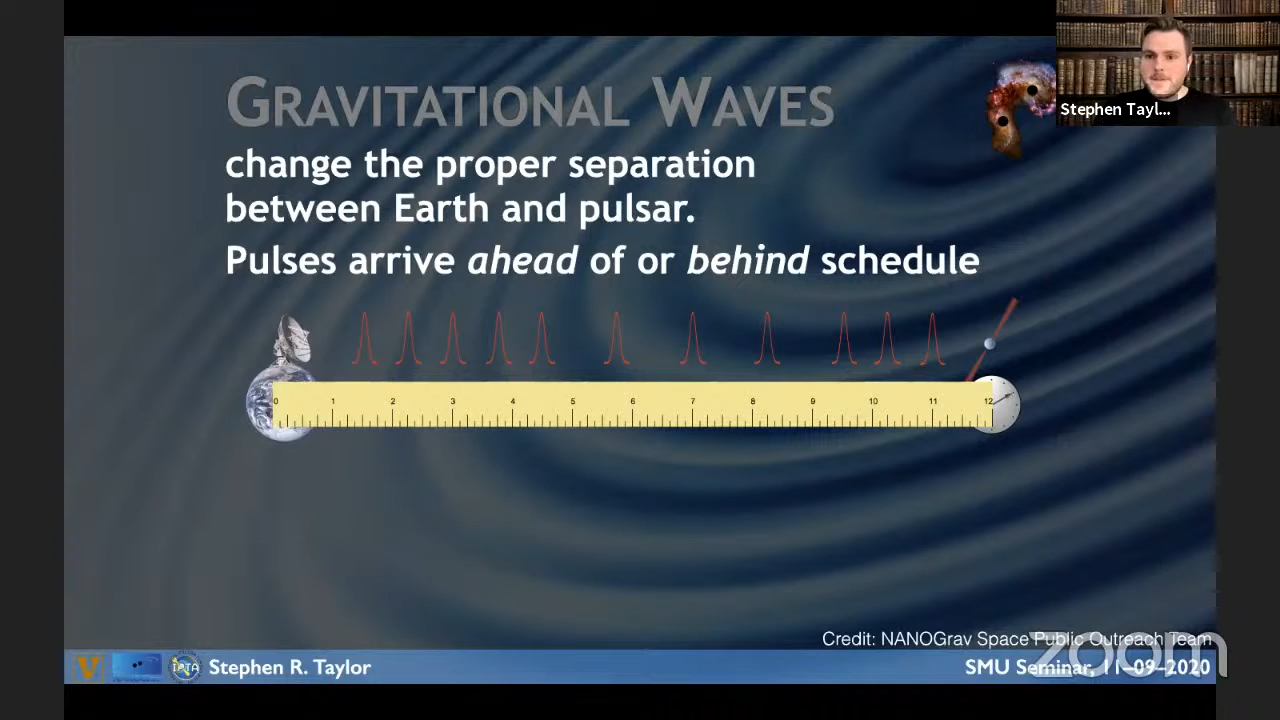 GRAVITATIONAL WAVES
change the proper separation
between Earth and pulsar.
Pulses arrive ahead of or behind schedule
Stephen Tayl...
0 1 2 3 4 5 6 7 8 9 10 11 12
Credit: NANOGrav Space Public Outreach Team
V
IPTA
Stephen R. Taylor
SMU Seminar, 11-09-2020
zoom